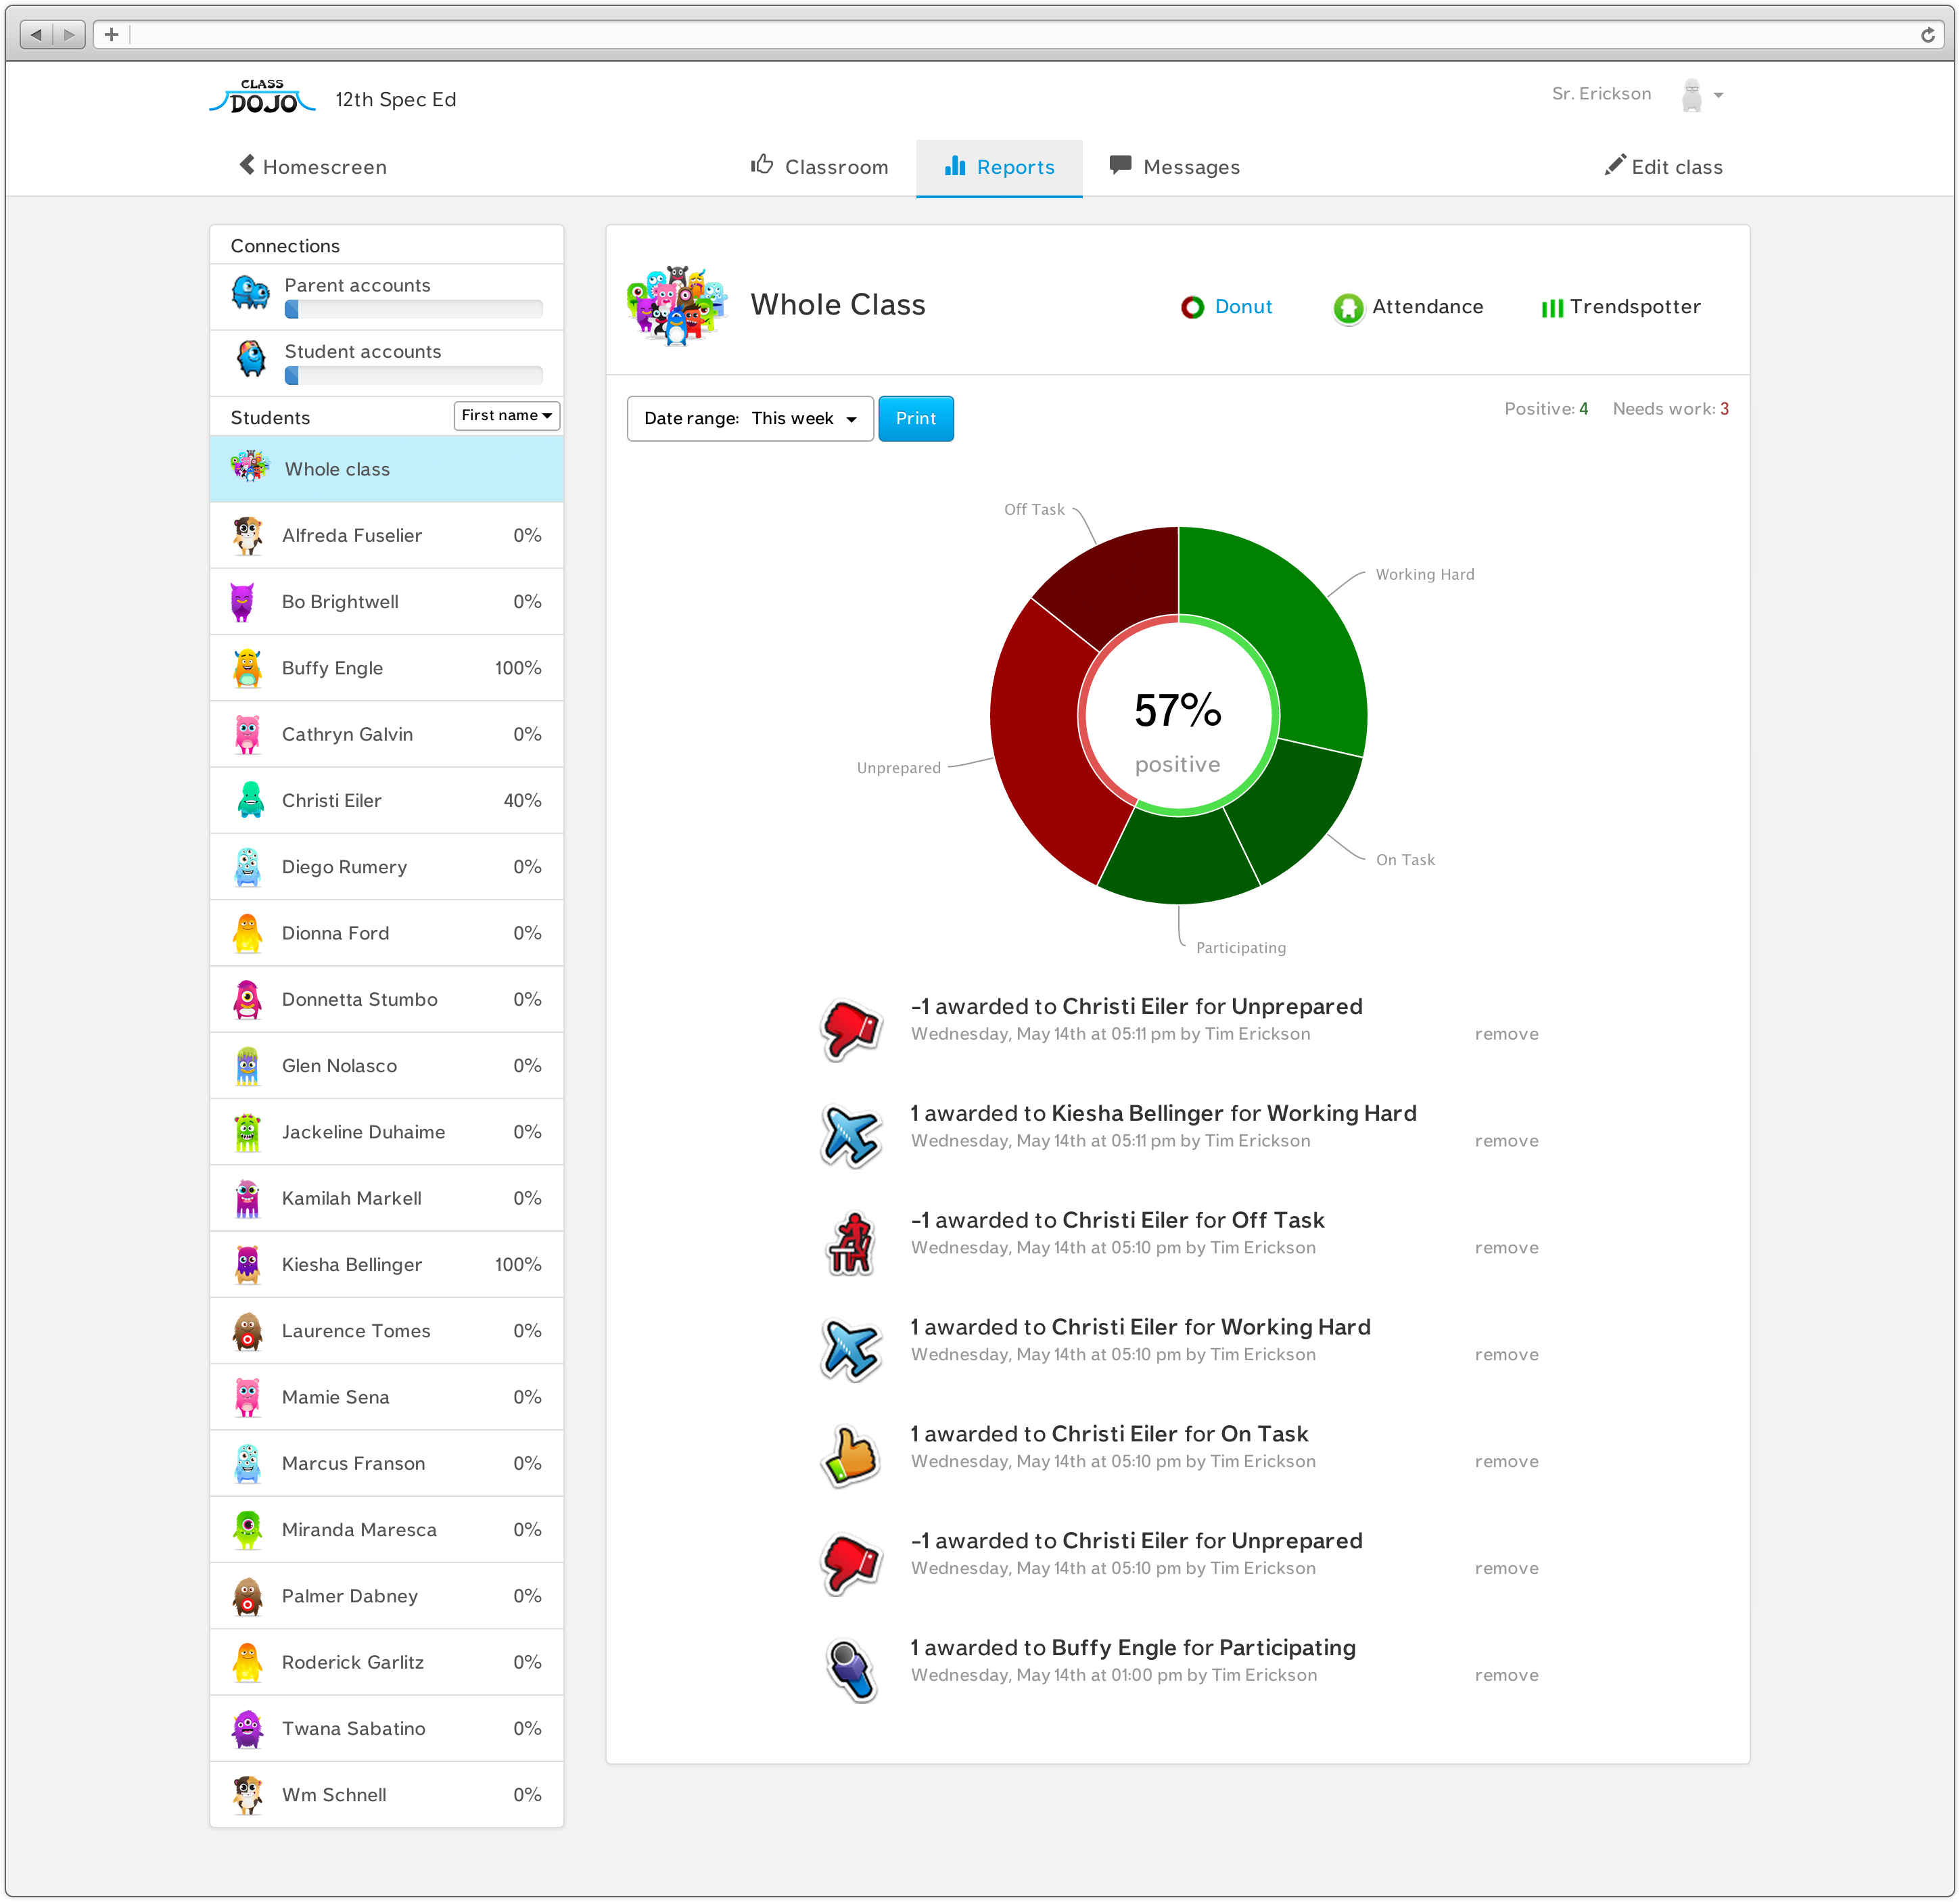 CLASS
DOJO
12th Spec Ed
Sr. Erickson
Homescreen
Classroom
Reports
Messages
Edit class
Connections
Parent accounts
Student accounts
Students
First name
Whole class
Alfreda Fuselier 0%
Bo Brightwell 0%
Buffy Engle 100%
Cathryn Galvin 0%
Christi Eiler 40%
Diego Rumery 0%
Dionna Ford 0%
Donnetta Stumbo 0%
Glen Nolasco 0%
Jackeline Duhaime 0%
Kamilah Markell 0%
Kiesha Bellinger 100%
Laurence Tomes 0%
Mamie Sena 0%
Marcus Franson 0%
Miranda Maresca 0%
Palmer Dabney 0%
Roderick Garlitz 0%
Twana Sabatino 0%
Wm Schnell 0%
Whole Class
Donut
Attendance
Trendspotter
Date range: This week
Print
Positive: 4 Needs work: 3
Off Task
Working Hard
57%
positive
Unprepared
On Task
Participating
-1 awarded to Christi Eiler for Unprepared
Wednesday, May 14th at 05:11 pm by Tim Erickson remove
1 awarded to Kiesha Bellinger for Working Hard
Wednesday, May 14th at 05:11 pm by Tim Erickson remove
-1 awarded to Christi Eiler for Off Task
Wednesday, May 14th at 05:10 pm by Tim Erickson remove
1 awarded to Christi Eiler for Working Hard
Wednesday, May 14th at 05:10 pm by Tim Erickson remove
1 awarded to Christi Eiler for On Task
Wednesday, May 14th at 05:10 pm by Tim Erickson remove
-1 awarded to Christi Eiler for Unprepared
Wednesday, May 14th at 05:10 pm by Tim Erickson remove
1 awarded to Buffy Engle for Participating
Wednesday, May 14th at 01:00 pm by Tim Erickson remove